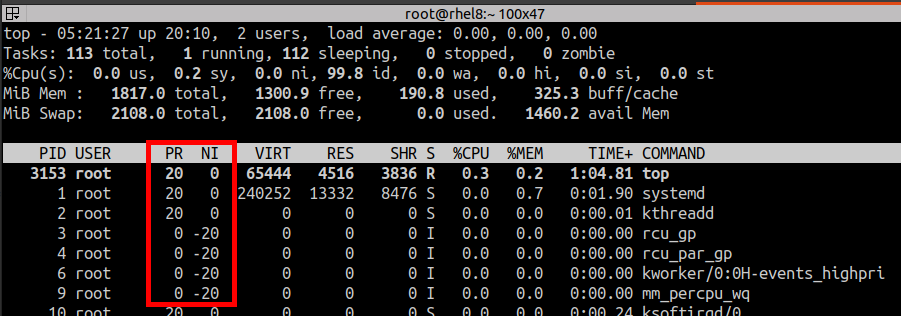 root@rhel8:~ 100x47
top - 05:21:27 up 20:10,  2 users,  load average: 0.00, 0.00, 0.00
Tasks: 113 total,   1 running, 112 sleeping,   0 stopped,   0 zombie
%Cpu(s):  0.0 us,  0.2 sy,  0.0 ni, 99.8 id,  0.0 wa,  0.0 hi,  0.0 si,  0.0 st
MiB Mem :   1817.0 total,   1300.9 free,    190.8 used,    325.3 buff/cache
MiB Swap:   2108.0 total,   2108.0 free,      0.0 used.   1460.2 avail Mem
PID USER      PR  NI    VIRT    RES    SHR S  %CPU  %MEM     TIME+ COMMAND
3153 root      20   0   65444   4516   3836 R   0.3   0.2   1:04.81 top
1 root      20   0  240252  13332   8476 S   0.0   0.7   0:01.90 systemd
2 root      20   0       0      0      0 S   0.0   0.0   0:00.01 kthreadd
3 root       0 -20       0      0      0 I   0.0   0.0   0:00.00 rcu_gp
4 root       0 -20       0      0      0 I   0.0   0.0   0:00.00 rcu_par_gp
6 root       0 -20       0      0      0 I   0.0   0.0   0:00.00 kworker/0:0H-events_highpri
9 root       0 -20       0      0      0 I   0.0   0.0   0:00.00 mm_percpu_wq
10 root      20   0       0      0      0 S   0.0   0.0   0:00.24 ksoftirqd/0